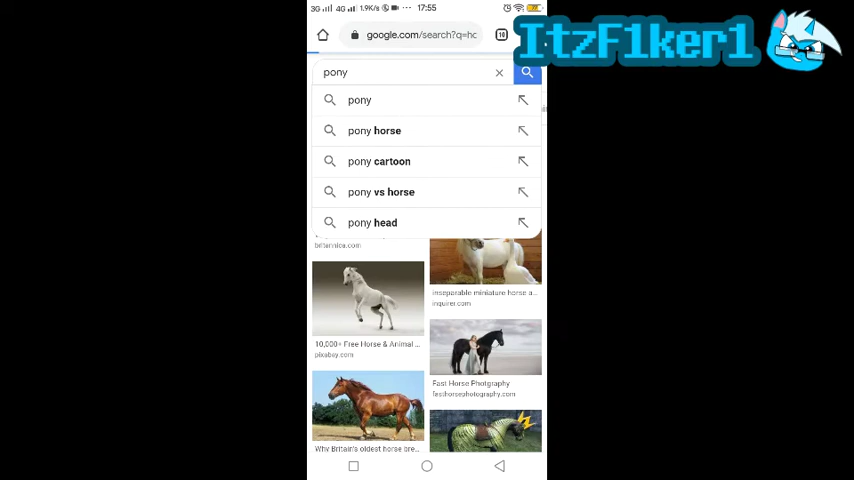 3G 4G 1.9K/s ... 17:55
ItzF1ker1
google.com/search?q=hc
10
pony
pony
pony horse
pony cartoon
pony vs horse
pony head
britannica.com
inseparable miniature horse a...
inquirer.com
10,000+ Free Horse & Animal ...
pixabay.com
Fast Horse Photgraphy
fasthorsephotography.com
Why Britain's oldest horse bre...